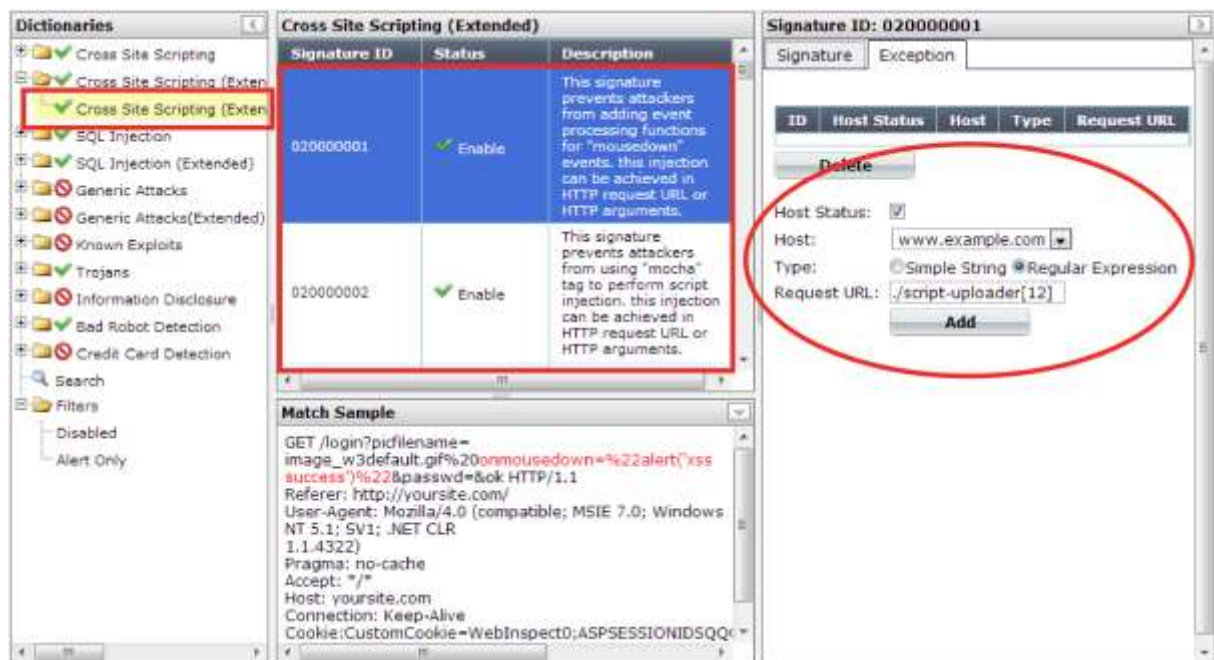 Dictionaries
Cross Site Scripting
Cross Site Scripting (Exten
Cross Site Scripting (Exten
SQL Injection
SQL Injection (Extended)
Generic Attacks
Generic Attacks(Extended)
Known Exploits
Trojans
Information Disclosure
Bad Robot Detection
Credit Card Detection
Search
Filters
Disabled
Alert Only
Cross Site Scripting (Extended)
Signature ID Status Description
020000001 Enable
This signature
prevents attackers
from adding event
processing functions
for "mousedown"
events. this injection
can be achieved in
HTTP request URL or
HTTP arguments.
020000002 Enable
This signature
prevents attackers
from using "mocha"
tag to perform script
injection. this injection
can be achieved in
HTTP request URL or
HTTP arguments.
Match Sample
GET /login?picfilename=
image_w3default.gif%20onmousedown=%22alert('xss
success')%22&passwd=&ok HTTP/1.1
Referer: http://yoursite.com/
User-Agent: Mozilla/4.0 (compatible; MSIE 7.0; Windows
NT 5.1; SV1; .NET CLR
1.1.4322)
Pragma: no-cache
Accept: */*
Host: yoursite.com
Connection: Keep-Alive
Cookie:CustomCookie=WebInspect0;ASPSESSIONIDSQQ
Signature ID: 020000001
Signature Exception
ID Host Status Host Type Request URL
Delete
Host Status:
Host: www.example.com
Type: Simple String Regular Expression
Request URL: ./script-uploader[12]
Add